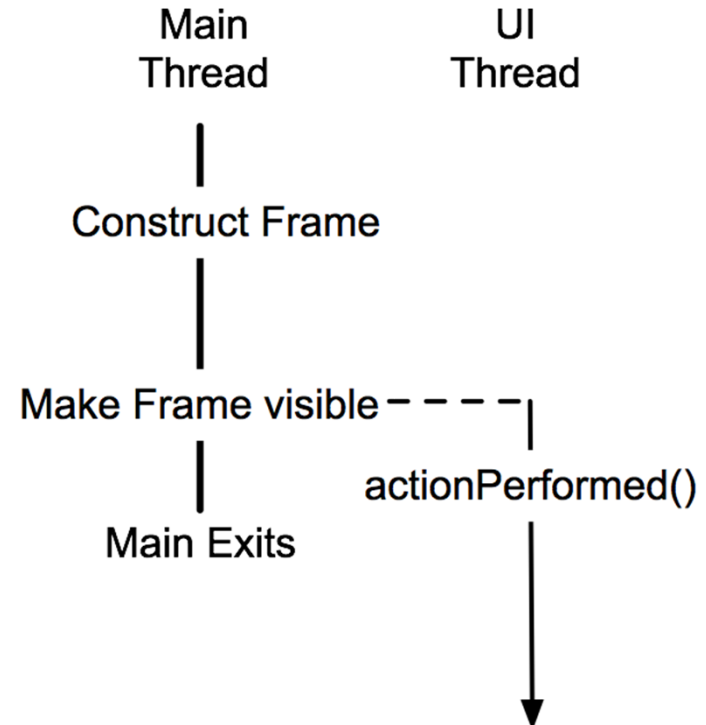 Main
Thread
UI
Thread
Construct Frame
Make Frame visible
actionPerformed()
Main Exits